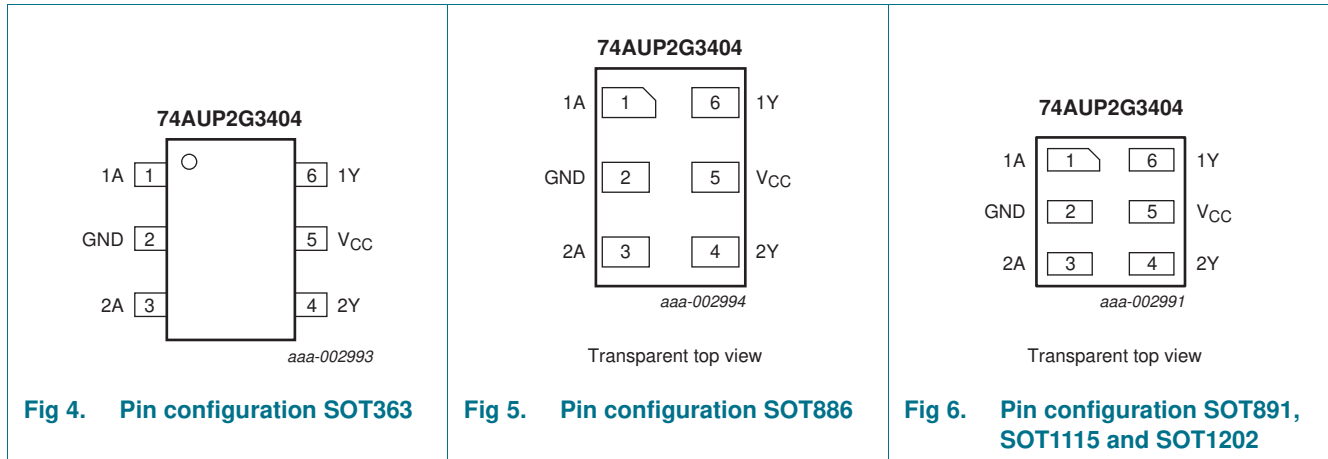 74AUP2G3404
1A 1 6 1Y
GND 2 5 VCC
2A 3 4 2Y
aaa-002993
Fig 4. Pin configuration SOT363
74AUP2G3404
1A 1 6 1Y
GND 2 5 VCC
2A 3 4 2Y
aaa-002994
Transparent top view
Fig 5. Pin configuration SOT886
74AUP2G3404
1A 1 6 1Y
GND 2 5 VCC
2A 3 4 2Y
aaa-002991
Transparent top view
Fig 6. Pin configuration SOT891,
SOT1115 and SOT1202